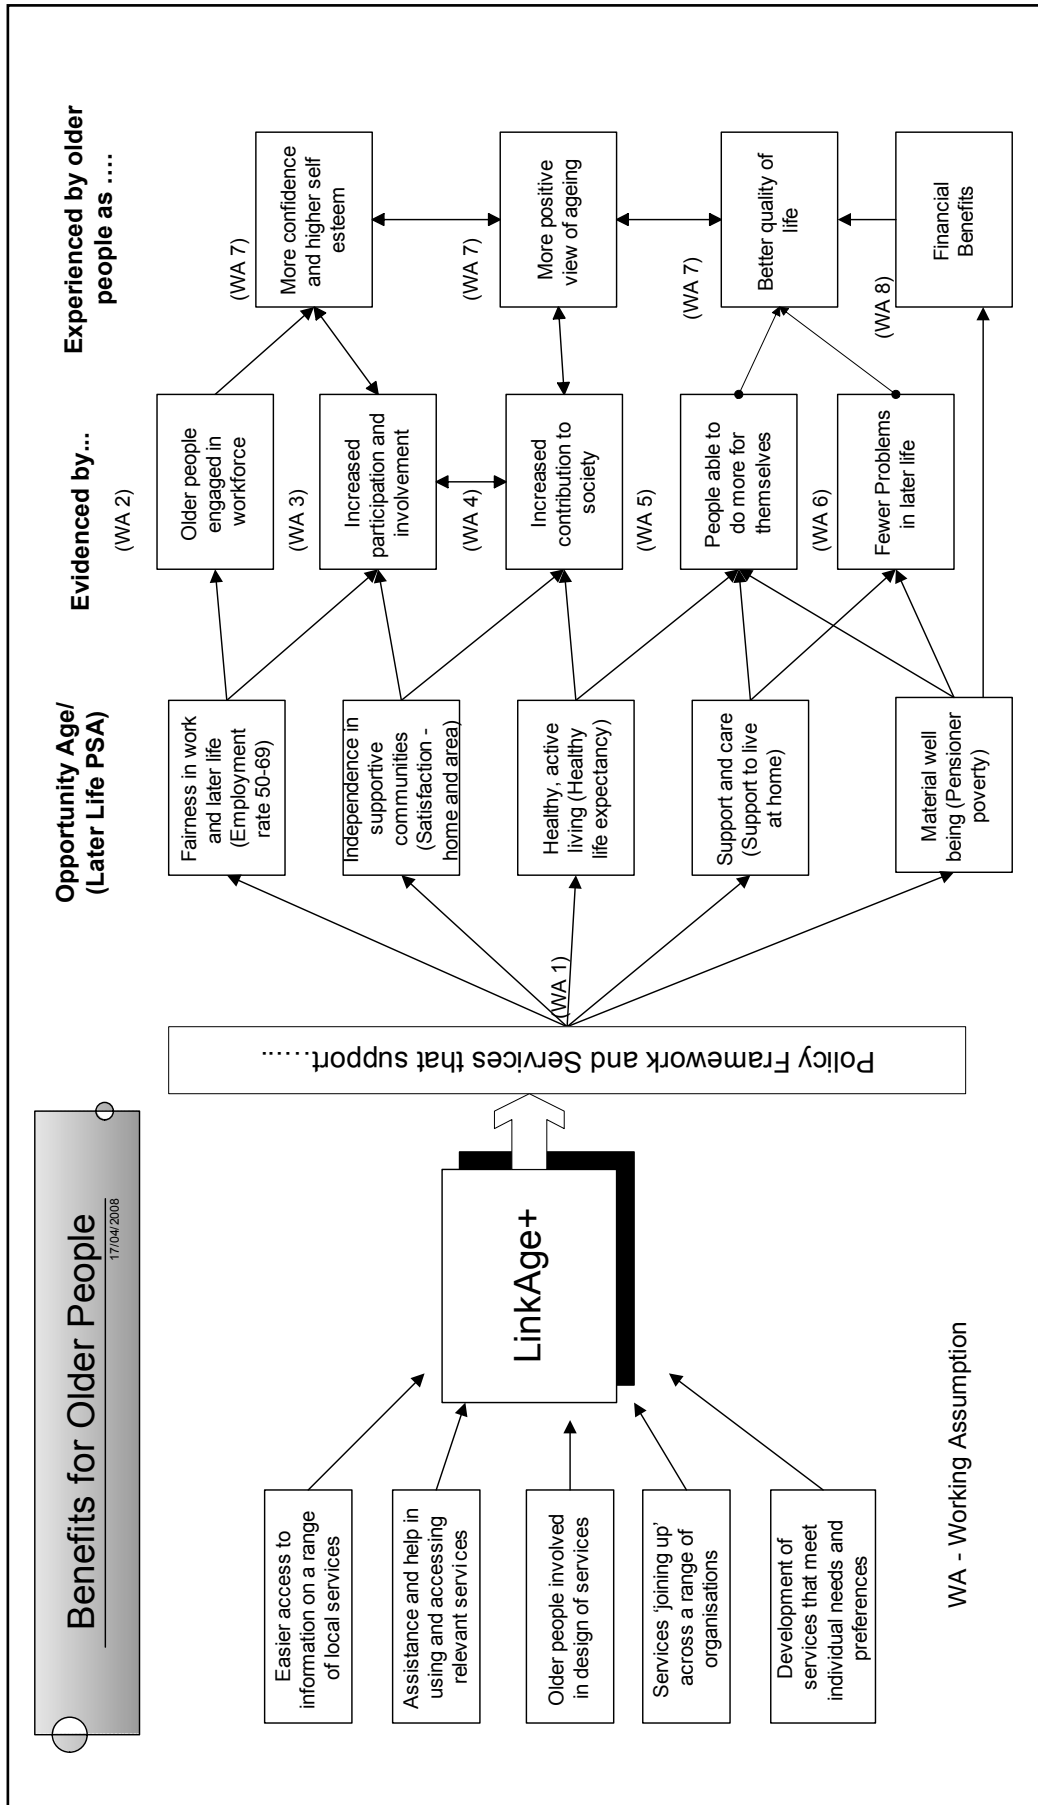 Benefits for Older People
17/04/2008
Easier access to
information on a range
of local services
Assistance and help in
using and accessing
relevant services
Older people involved
in design of services
Services ‘joining up’
across a range of
organisations
Development of
services that meet
individual needs and
preferences
LinkAge+
WA - Working Assumption
Policy Framework and Services that support…....
(WA 1)
Opportunity Age/
(Later Life PSA)
Fairness in work
and later life
(Employment
rate 50-69)
Independence in
supportive
communities
(Satisfaction -
home and area)
Healthy, active
living (Healthy
life expectancy)
Support and care
(Support to live
at home)
Material well
being (Pensioner
poverty)
Evidenced by...
(WA 2)
Older people
engaged in
workforce
(WA 3)
Increased
participation and
involvement
(WA 4)
Increased
contribution to
society
(WA 5)
People able to
do more for
themselves
(WA 6)
Fewer Problems
in later life
Experienced by older
people as ….
(WA 7)
More confidence
and higher self
esteem
(WA 7)
More positive
view of ageing
(WA 7)
Better quality of
life
(WA 8)
Financial
Benefits